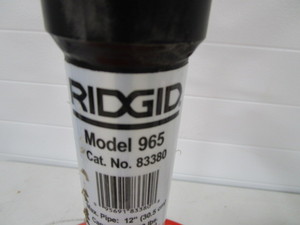 RIDGID
Model 965
Cat. No. 83380
Pipe: 12" (30.5